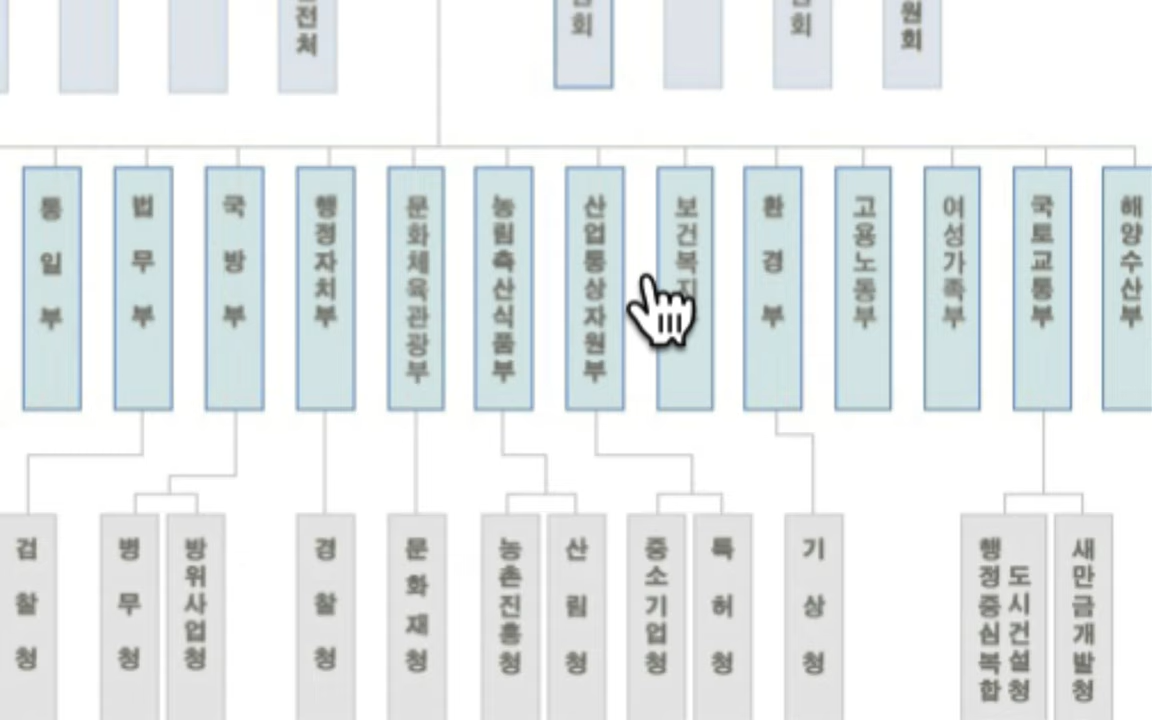 전처
회
회
원회
통일부
법무부
국방부
행정자치부
문화체육관광부
농림축산식품부
산업통상자원부
보건복지
환경부
고용노동부
여성가족부
국토교통부
해양수산부
검찰청
병무청
방위사업청
경찰청
문화재청
농촌진흥청
산림청
중소기업청
특허청
기상청
행정중심복합
도시건설청
새만금개발청